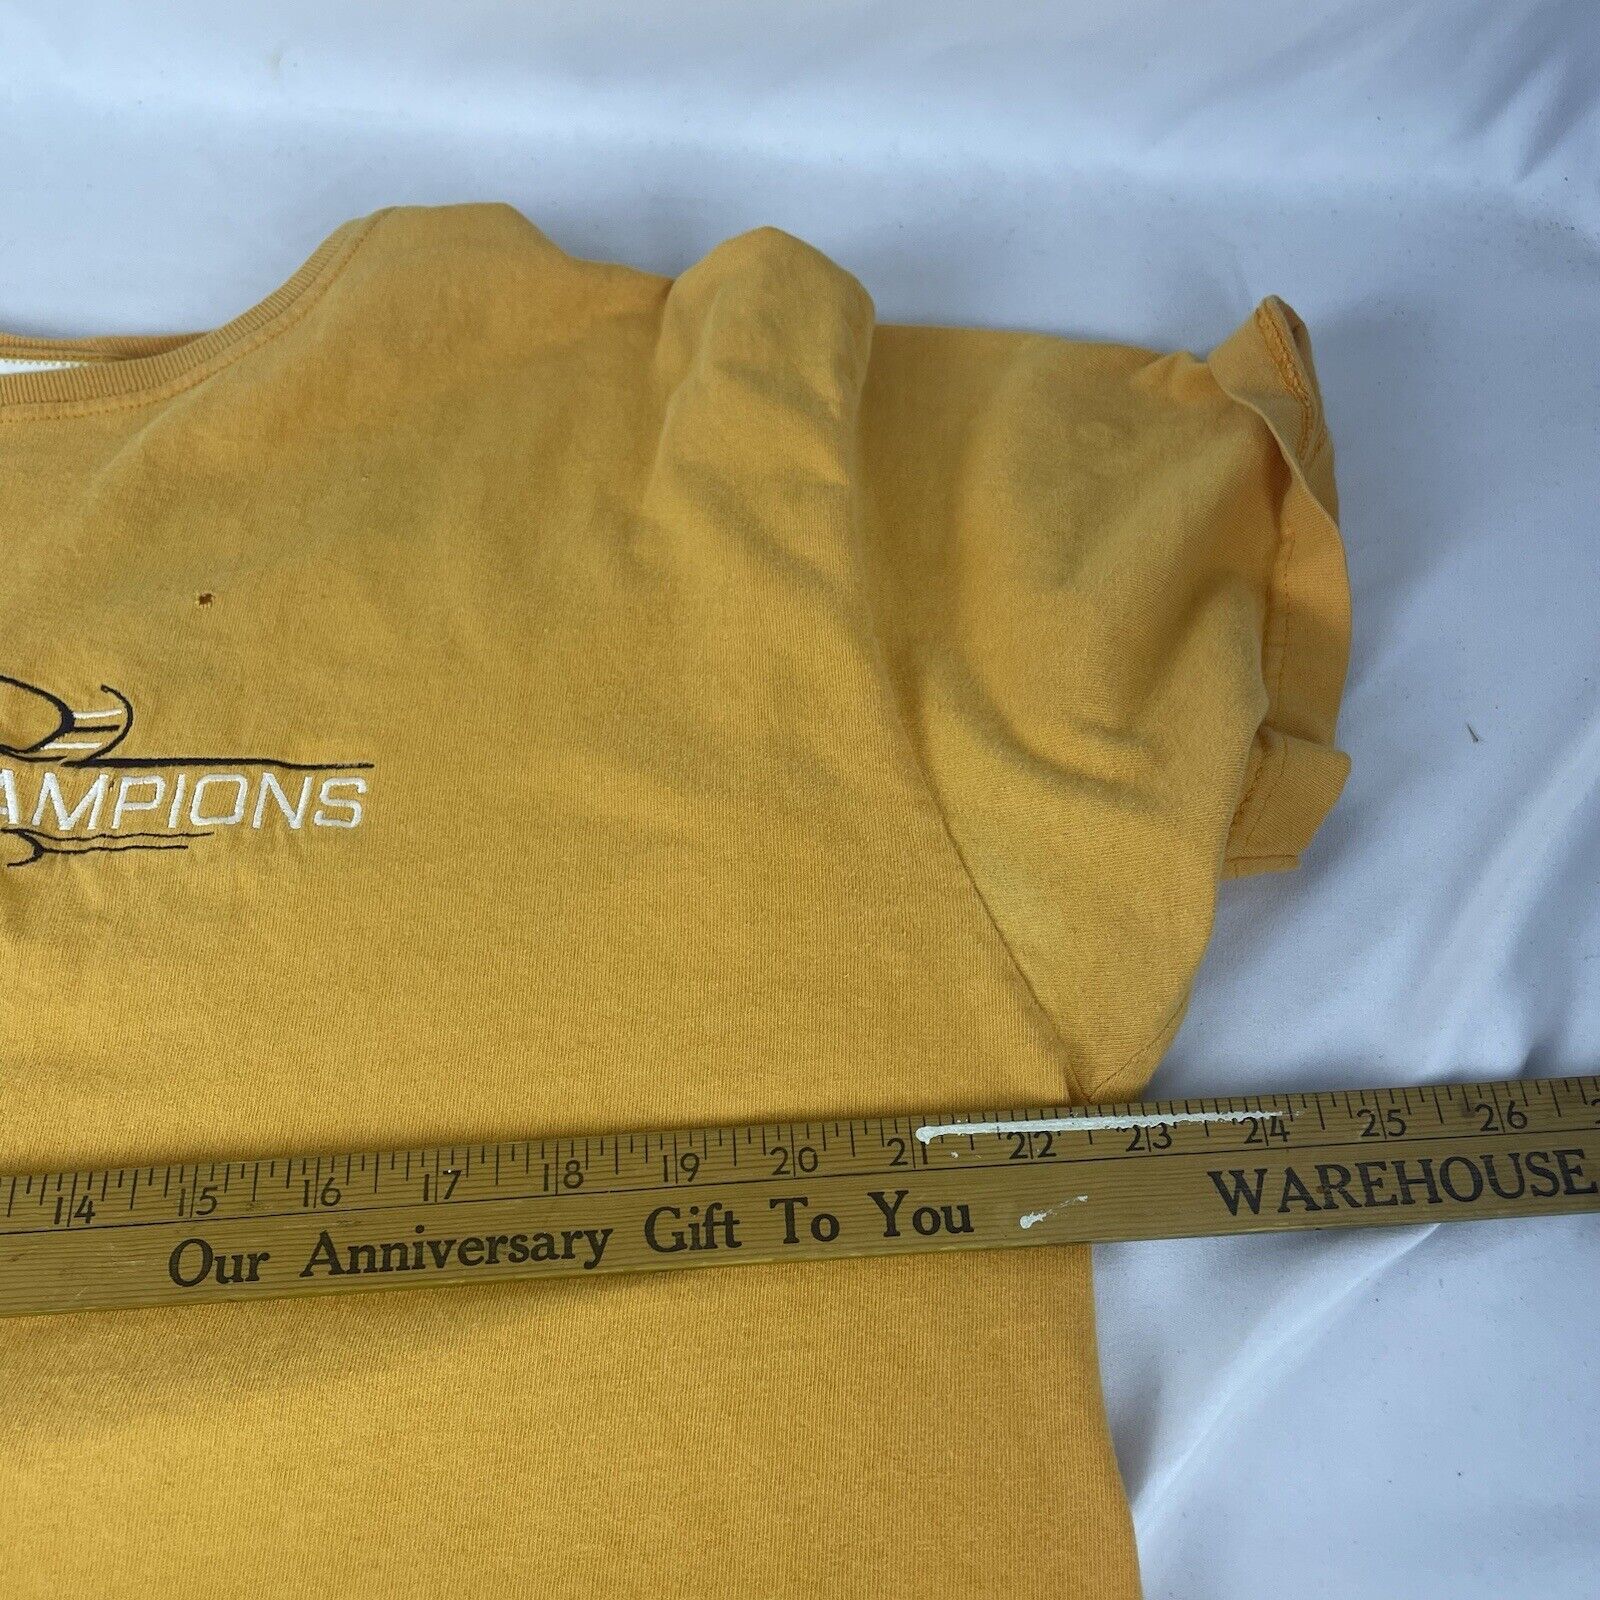 AMPIONS
14 15 16 17 18 19 20 21 22 23 24 25 26
Our Anniversary Gift To You WAREHOUSE